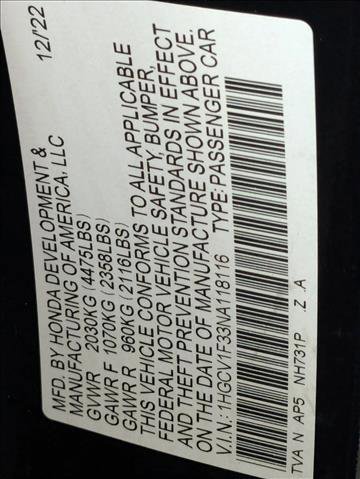 MFD. BY HONDA DEVELOPMENT & 12/'22
MANUFACTURING OF AMERICA, LLC
GVWR 2030KG (4475LBS)
GAWR F 1070KG (2358LBS)
GAWR R 960KG (2116LBS)
THIS VEHICLE CONFORMS TO ALL APPLICABLE
FEDERAL MOTOR VEHICLE SAFETY, BUMPER,
AND THEFT PREVENTION STANDARDS IN EFFECT
ON THE DATE OF MANUFACTURE SHOWN ABOVE.
V.I.N.: 1HGCV1F33NA118116 TYPE: PASSENGER CAR
TVA N AP5 NH731P .Z .A